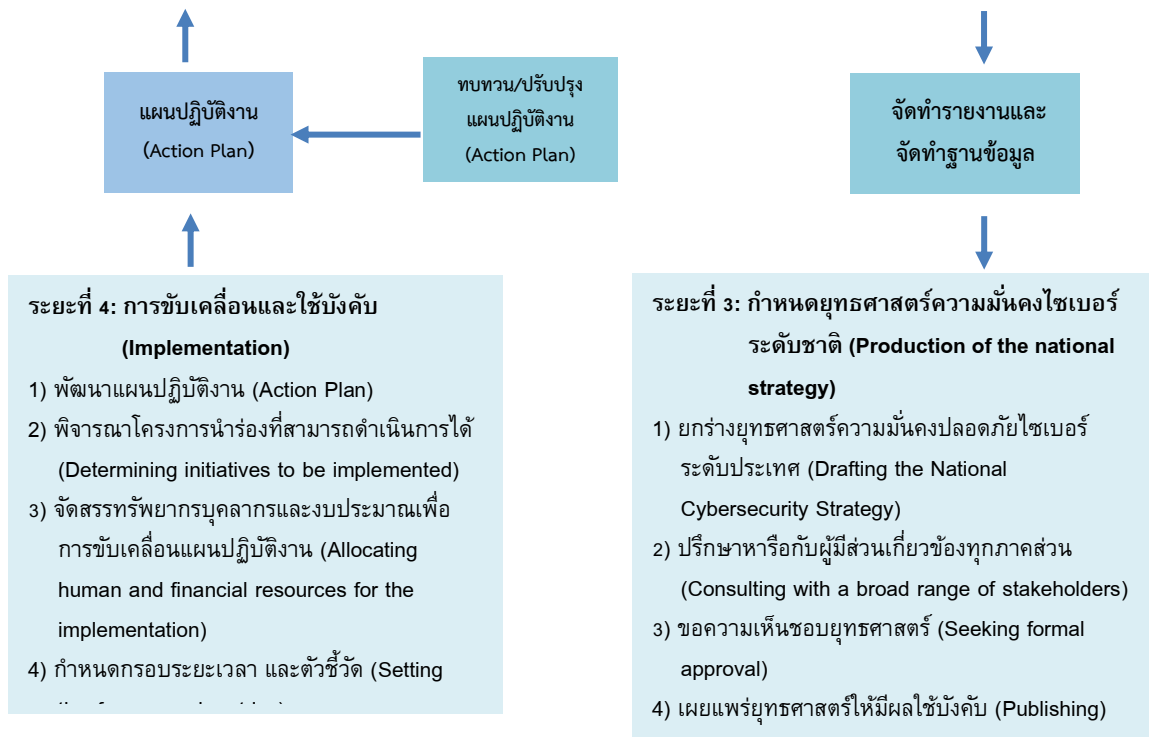 แผนปฏิบัติงาน
(Action Plan)
ทบทวน/ปรับปรุง
แผนปฏิบัติงาน
(Action Plan)
จัดทำรายงานและ
จัดทำฐานข้อมูล
ระยะที่ 4: การขับเคลื่อนและใช้บังคับ
(Implementation)
1) พัฒนาแผนปฏิบัติงาน (Action Plan)
2) พิจารณาโครงการนำร่องที่สามารถดำเนินการได้
(Determining initiatives to be implemented)
3) จัดสรรทรัพยากรบุคลากรและงบประมาณเพื่อ
การขับเคลื่อนแผนปฏิบัติงาน (Allocating
human and financial resources for the
implementation)
4) กำหนดกรอบระยะเวลา และตัวชี้วัด (Setting
ระยะที่ 3: กำหนดยุทธศาสตร์ความมั่นคงไซเบอร์
ระดับชาติ (Production of the national
strategy)
1) ยกร่างยุทธศาสตร์ความมั่นคงปลอดภัยไซเบอร์
ระดับประเทศ (Drafting the National
Cybersecurity Strategy)
2) ปรึกษาหารือกับผู้มีส่วนเกี่ยวข้องทุกภาคส่วน
(Consulting with a broad range of stakeholders)
3) ขอความเห็นชอบยุทธศาสตร์ (Seeking formal
approval)
4) เผยแพร่ยุทธศาสตร์ให้มีผลใช้บังคับ (Publishing)